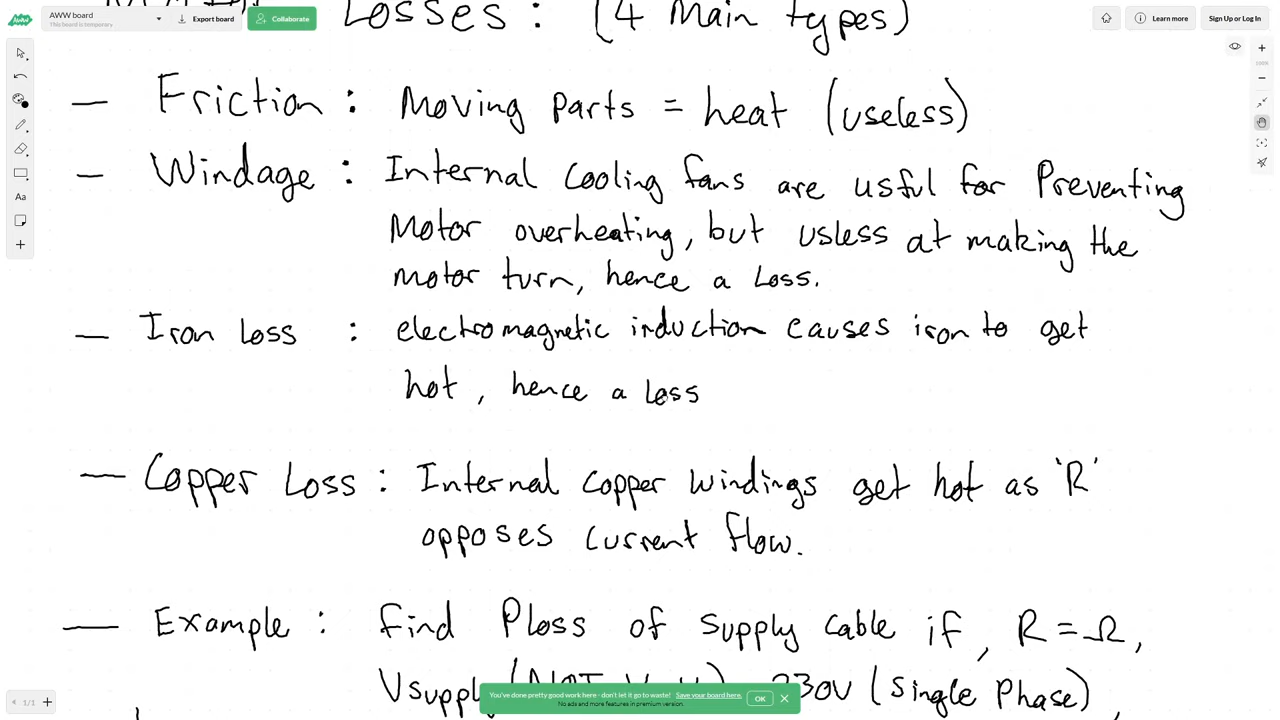 AWW board
This board is temporary
Export board
Collaborate
Learn more
Sign Up or Log In
Losses : (4 Main types)
— Friction : Moving parts = heat (useless)
— Windage : Internal Cooling fans are usful for Preventing
Motor overheating, but usless at making the
motor turn, hence a Loss.
— Iron loss : electromagnetic induction causes iron to get
hot, hence a loss
— Copper Loss : Internal copper windings get hot as 'R'
opposes current flow.
— Example : find Ploss of supply cable if, R = Ω,
Vsupply (NOT 230V (single Phase),
You've done pretty good work here - don't let it go to waste! Save your board here.
No ads and more features in premium version.
OK
Aa
100%
1/1